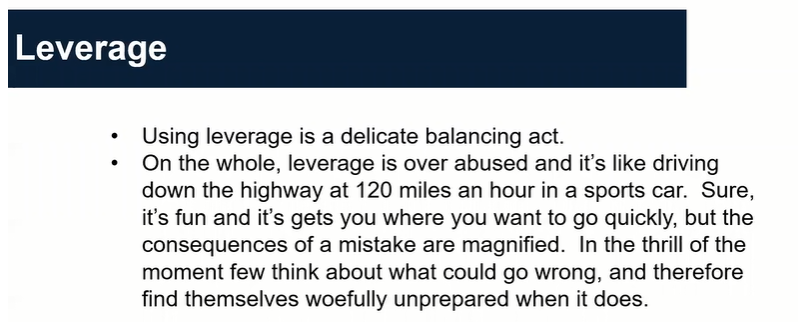 Leverage
• Using leverage is a delicate balancing act.
• On the whole, leverage is over abused and it’s like driving
down the highway at 120 miles an hour in a sports car.  Sure,
it’s fun and it’s gets you where you want to go quickly, but the
consequences of a mistake are magnified.  In the thrill of the
moment few think about what could go wrong, and therefore
find themselves woefully unprepared when it does.